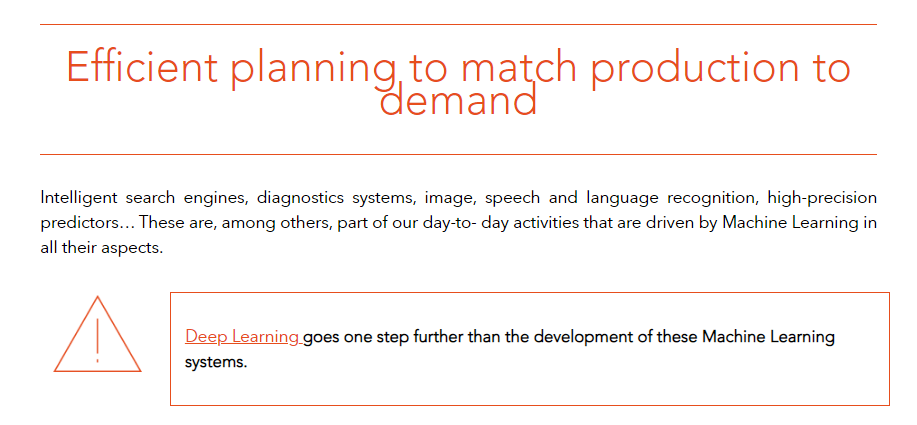 Efficient planning to match production to
demand
Intelligent search engines, diagnostics systems, image, speech and language recognition, high-precision
predictors… These are, among others, part of our day-to- day activities that are driven by Machine Learning in
all their aspects.
Deep Learning goes one step further than the development of these Machine Learning
systems.